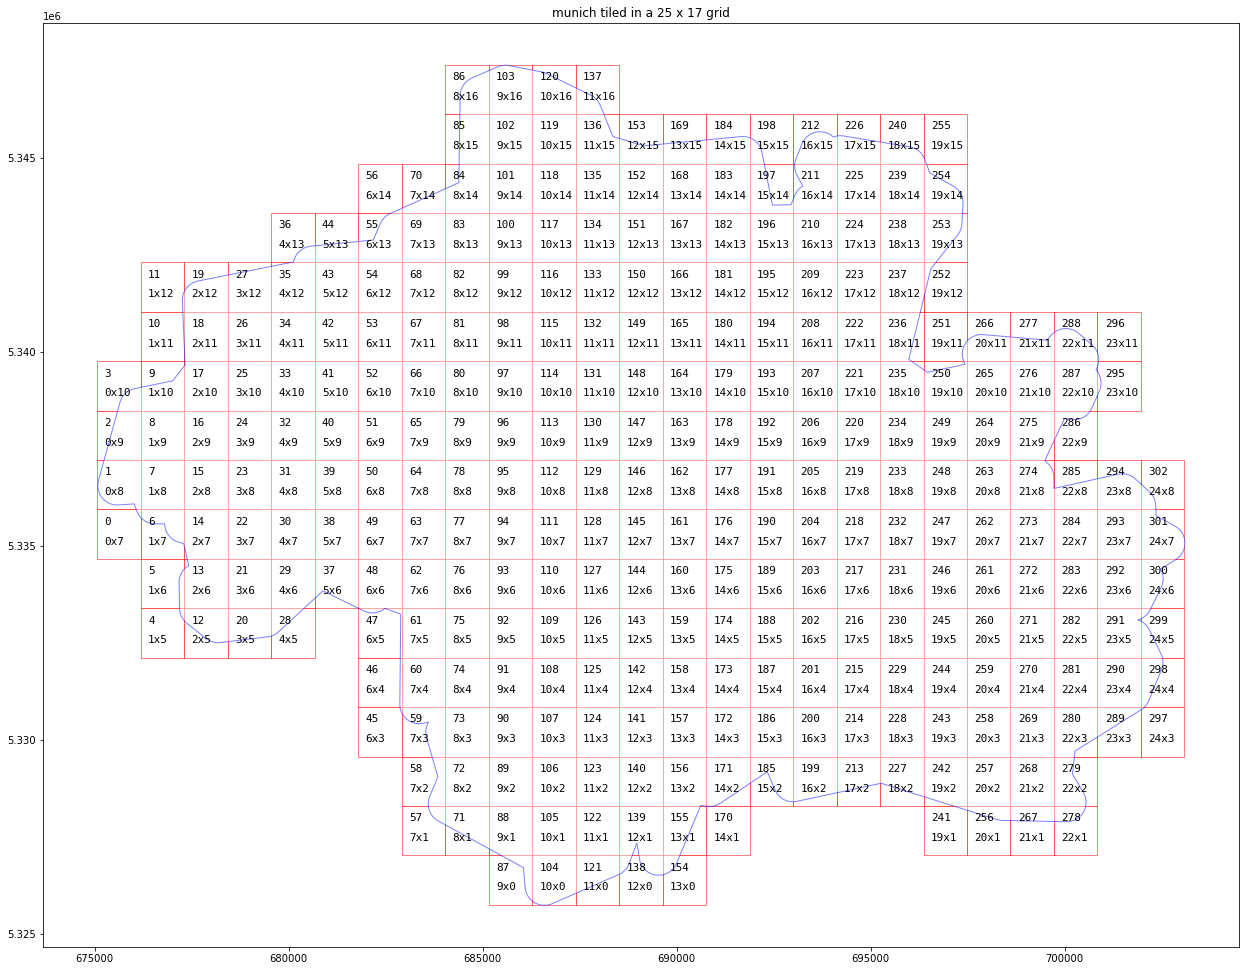 munich tiled in a 25 x 17 grid
1e6
86 103 120 137
8x16 9x16 10x16 11x16
85 102 119 136 153 169 184 198 212 226 240 255
8x15 9x15 10x15 11x15 12x15 13x15 14x15 15x15 16x15 17x15 18x15 19x15
5.345
56 70 84 101 118 135 152 168 183 197 211 225 239 254
6x14 7x14 8x14 9x14 10x14 11x14 12x14 13x14 14x14 15x14 16x14 17x14 18x14 19x14
36 44 55 69 83 100 117 134 151 167 182 196 210 224 238 253
4x13 5x13 6x13 7x13 8x13 9x13 10x13 11x13 12x13 13x13 14x13 15x13 16x13 17x13 18x13 19x13
11 19 27 35 43 54 68 82 99 116 133 150 166 181 195 209 223 237 252
1x12 2x12 3x12 4x12 5x12 6x12 7x12 8x12 9x12 10x12 11x12 12x12 13x12 14x12 15x12 16x12 17x12 18x12 19x12
10 18 26 34 42 53 67 81 98 115 132 149 165 180 194 208 222 236 251 266 277 288 296
1x11 2x11 3x11 4x11 5x11 6x11 7x11 8x11 9x11 10x11 11x11 12x11 13x11 14x11 15x11 16x11 17x11 18x11 19x11 20x11 21x11 22x11 23x11
5.340
3 9 17 25 33 41 52 66 80 97 114 131 148 164 179 193 207 221 235 250 265 276 287 295
0x10 1x10 2x10 3x10 4x10 5x10 6x10 7x10 8x10 9x10 10x10 11x10 12x10 13x10 14x10 15x10 16x10 17x10 18x10 19x10 20x10 21x10 22x10 23x10
2 8 16 24 32 40 51 65 79 96 113 130 147 163 178 192 206 220 234 249 264 275 286
0x9 1x9 2x9 3x9 4x9 5x9 6x9 7x9 8x9 9x9 10x9 11x9 12x9 13x9 14x9 15x9 16x9 17x9 18x9 19x9 20x9 21x9 22x9
1 7 15 23 31 39 50 64 78 95 112 129 146 162 177 191 205 219 233 248 263 274 285 294 302
0x8 1x8 2x8 3x8 4x8 5x8 6x8 7x8 8x8 9x8 10x8 11x8 12x8 13x8 14x8 15x8 16x8 17x8 18x8 19x8 20x8 21x8 22x8 23x8 24x8
0 6 14 22 30 38 49 63 77 94 111 128 145 161 176 190 204 218 232 247 262 273 284 293 301
0x7 1x7 2x7 3x7 4x7 5x7 6x7 7x7 8x7 9x7 10x7 11x7 12x7 13x7 14x7 15x7 16x7 17x7 18x7 19x7 20x7 21x7 22x7 23x7 24x7
5.335
5 13 21 29 37 48 62 76 93 110 127 144 160 175 189 203 217 231 246 261 272 283 292 300
1x6 2x6 3x6 4x6 5x6 6x6 7x6 8x6 9x6 10x6 11x6 12x6 13x6 14x6 15x6 16x6 17x6 18x6 19x6 20x6 21x6 22x6 23x6 24x6
4 12 20 28 47 61 75 92 109 126 143 159 174 188 202 216 230 245 260 271 282 291 299
1x5 2x5 3x5 4x5 6x5 7x5 8x5 9x5 10x5 11x5 12x5 13x5 14x5 15x5 16x5 17x5 18x5 19x5 20x5 21x5 22x5 23x5 24x5
46 60 74 91 108 125 142 158 173 187 201 215 229 244 259 270 281 290 298
6x4 7x4 8x4 9x4 10x4 11x4 12x4 13x4 14x4 15x4 16x4 17x4 18x4 19x4 20x4 21x4 22x4 23x4 24x4
45 59 73 90 107 124 141 157 172 186 200 214 228 243 258 269 280 289 297
6x3 7x3 8x3 9x3 10x3 11x3 12x3 13x3 14x3 15x3 16x3 17x3 18x3 19x3 20x3 21x3 22x3 23x3 24x3
5.330
58 72 89 106 123 140 156 171 185 199 213 227 242 257 268 279
7x2 8x2 9x2 10x2 11x2 12x2 13x2 14x2 15x2 16x2 17x2 18x2 19x2 20x2 21x2 22x2
57 71 88 105 122 139 155 170 241 256 267 278
7x1 8x1 9x1 10x1 11x1 12x1 13x1 14x1 19x1 20x1 21x1 22x1
87 104 121 138 154
9x0 10x0 11x0 12x0 13x0
5.325
675000 680000 685000 690000 695000 700000